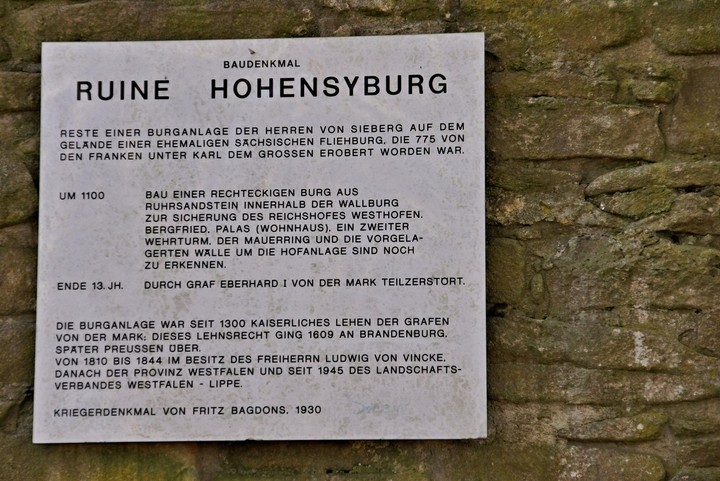 BAUDENKMAL
RUINE HOHENSYBURG
RESTE EINER BURGANLAGE DER HERREN VON SIEBERG AUF DEM
GELÄNDE EINER EHEMALIGEN SÄCHSISCHEN FLIEHBURG, DIE 775 VON
DEN FRANKEN UNTER KARL DEM GROSSEN EROBERT WORDEN WAR.
UM 1100 BAU EINER RECHTECKIGEN BURG AUS
RUHRSANDSTEIN INNERHALB DER WALLBURG
ZUR SICHERUNG DES REICHSHOFES WESTHOFEN.
BERGFRIED, PALAS (WOHNHAUS), EIN ZWEITER
WEHRTURM, DER MAUERRING UND DIE VORGELA-
GERTEN WÄLLE UM DIE HOFANLAGE SIND NOCH
ZU ERKENNEN.
ENDE 13. JH. DURCH GRAF EBERHARD I VON DER MARK TEILZERSTÖRT.
DIE BURGANLAGE WAR SEIT 1300 KAISERLICHES LEHEN DER GRAFEN
VON DER MARK; DIESES LEHNSRECHT GING 1609 AN BRANDENBURG,
SPÄTER PREUSSEN ÜBER.
VON 1810 BIS 1844 IM BESITZ DES FREIHERRN LUDWIG VON VINCKE,
DANACH DER PROVINZ WESTFALEN UND SEIT 1945 DES LANDSCHAFTS-
VERBANDES WESTFALEN - LIPPE.
KRIEGERDENKMAL VON FRITZ BAGDONS, 1930